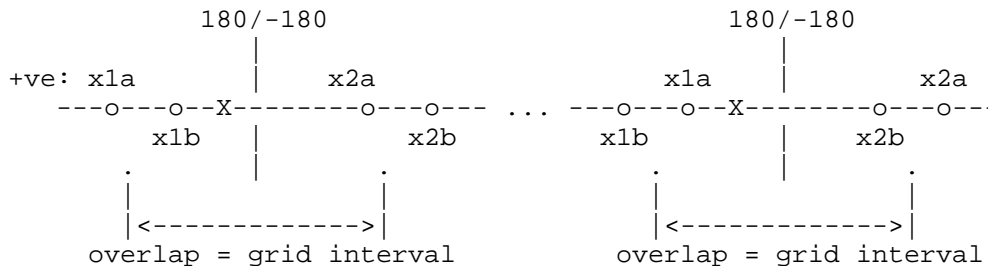 180/-180                              180/-180
|                                   |
+ve: x1a       |    x2a                    x1a    |        x2a
---o---o--X--------o---o--- ... ---o---o--X--------o---o--
x1b   |         x2b         x1b        |    x2b
.       |       .                .       |       .
|               |                |               |
|<------------->|                |<------------->|
overlap = grid interval          overlap = grid interval